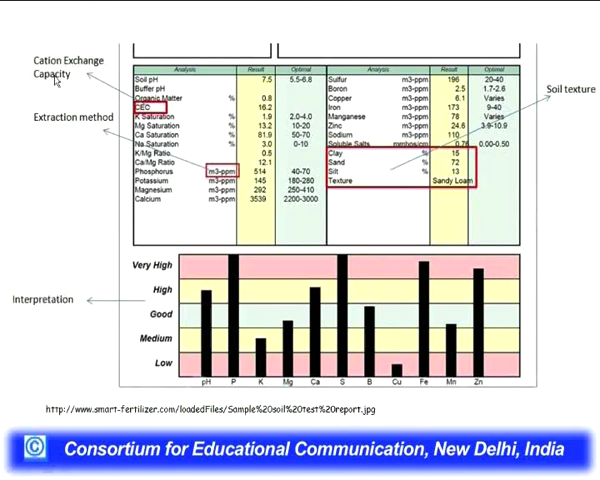 Cation Exchange
Capacity
Extraction method
Interpretation
Soil texture
Analysis Result Optimal
Soil pH 7.5 5.5-6.8
Buffer pH
Organic Matter % 0.8
CEC 16.2
K Saturation % 1.9 2.0-4.0
Mg Saturation % 13.2 10-20
Ca Saturation % 81.9 50-70
Na Saturation % 3.0 0-10
K/Mg Ratio 0.5
Ca/Mg Ratio 12.1
Phosphorus m3-ppm 514 40-70
Potassium m3-ppm 145 180-280
Magnesium m3-ppm 292 250-410
Calcium m3-ppm 3539 2200-3000
Analysis Result Optimal
Sulfur m3-ppm 196 20-40
Boron m3-ppm 2.5 1.7-2.6
Copper m3-ppm 6.1 Varies
Iron m3-ppm 173 9-40
Manganese m3-ppm 78 Varies
Zinc m3-ppm 24.6 3.9-10.9
Sodium m3-ppm 110
Soluble Salts mmhos/cm 0.76 0.00-0.50
Clay % 15
Sand % 72
Silt % 13
Texture Sandy Loam
Very High
High
Good
Medium
Low
pH P K Mg Ca S B Cu Fe Mn Zn
http://www.smart-fertilizer.com/loadedFiles/Sample%20soil%20test%20report.jpg
© Consortium for Educational Communication, New Delhi, India